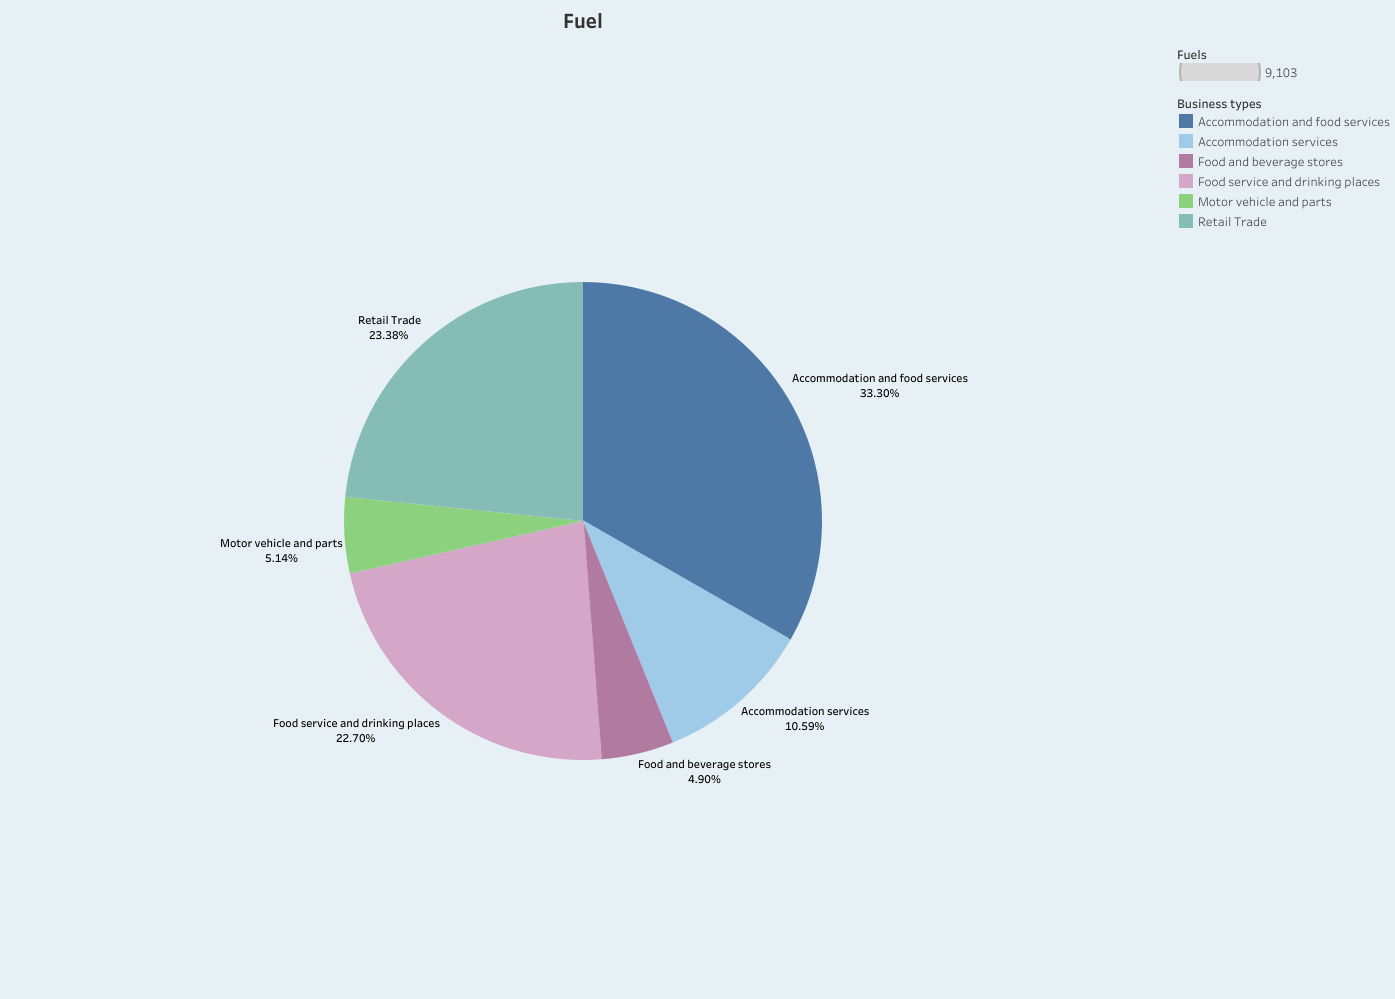 Fuel
Fuels
9,103
Business types
Accommodation and food services
Accommodation services
Food and beverage stores
Food service and drinking places
Motor vehicle and parts
Retail Trade
Retail Trade
23.38%
Accommodation and food services
33.30%
Motor vehicle and parts
5.14%
Accommodation services
10.59%
Food service and drinking places
22.70%
Food and beverage stores
4.90%